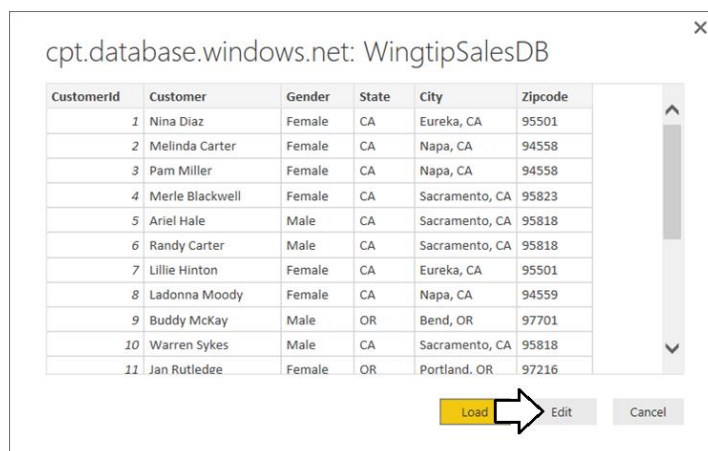 cpt.database.windows.net: WingtipSalesDB
CustomerId Customer Gender State City Zipcode
1 Nina Diaz Female CA Eureka, CA 95501
2 Melinda Carter Female CA Napa, CA 94558
3 Pam Miller Female CA Napa, CA 94558
4 Merle Blackwell Female CA Sacramento, CA 95823
5 Ariel Hale Male CA Sacramento, CA 95818
6 Randy Carter Male CA Sacramento, CA 95818
7 Lillie Hinton Female CA Eureka, CA 95501
8 Ladonna Moody Female CA Napa, CA 94559
9 Buddy McKay Male OR Bend, OR 97701
10 Warren Sykes Male CA Sacramento, CA 95818
11 Jan Rutledge Female OR Portland, OR 97216
Load Edit Cancel